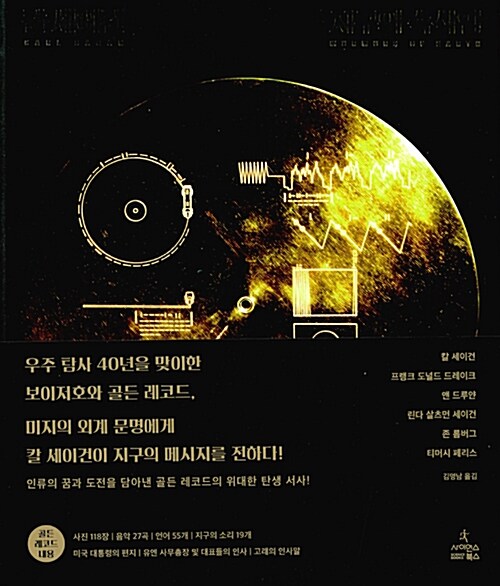 CARL SAGAN
MURMURS OF EARTH
우주 탐사 40년을 맞이한
보이저호와 골든 레코드,
미지의 외계 문명에게
칼 세이건이 지구의 메시지를 전하다!
인류의 꿈과 도전을 담아낸 골든 레코드의 위대한 탄생 서사!
칼 세이건
프랭크 도널드 드레이크
앤 드루얀
린다 살츠먼 세이건
존 롬버그
티머시 페리스
김명남 옮김
골든
레코드
내용
사진 118장 | 음악 27곡 | 언어 55개 | 지구의 소리 19개
미국 대통령의 편지 | 유엔 사무총장 및 대표들의 인사 | 고래의 인사말
사이언스
북스